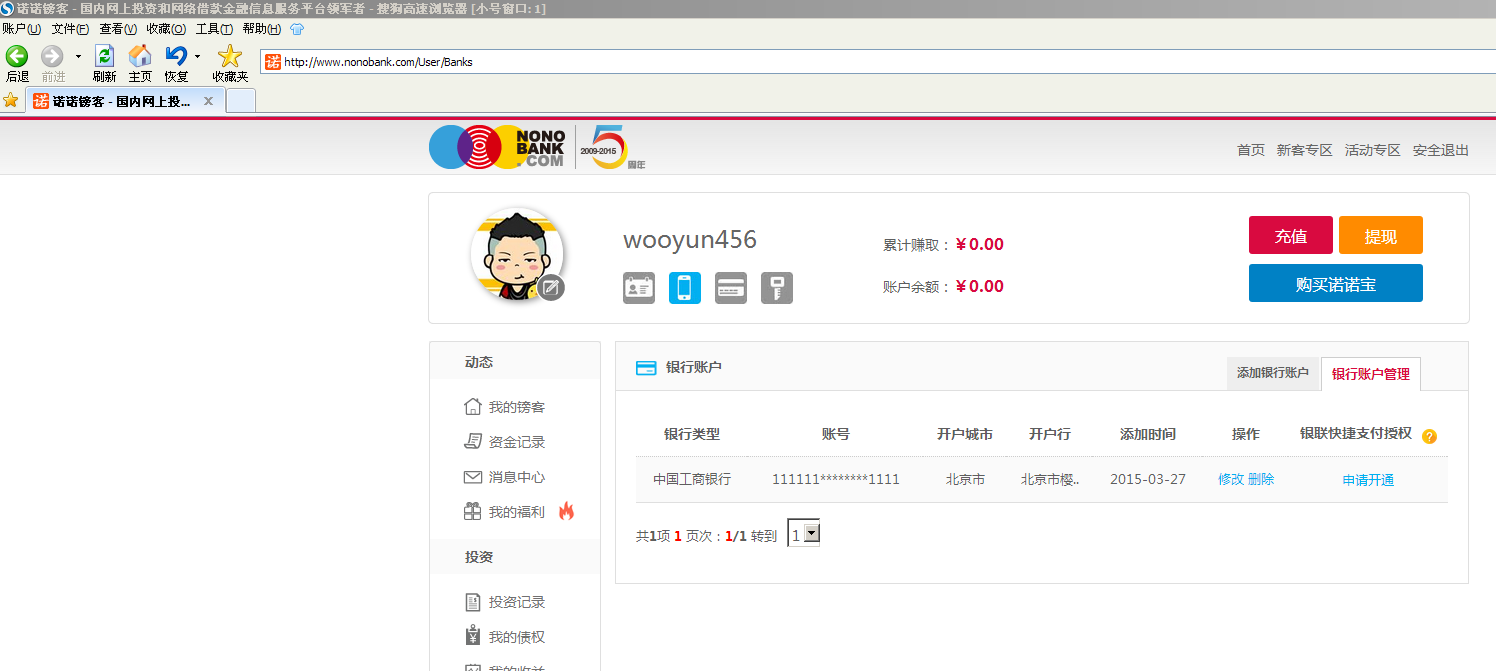 诺诺镑客 - 国内网上投资和网络借款金融信息服务平台领军者 - 搜狗高速浏览器 [小号窗口: 1]
账户(U) 文件(F) 查看(V) 收藏(O) 工具(T) 帮助(H)
后退 前进 刷新 主页 恢复 收藏夹
诺 http://www.nonobank.com/User/Banks
诺 诺诺镑客 - 国内网上投... x
NONO BANK .COM 5 2009-2015 周年
首页 新客专区 活动专区 安全退出
wooyun456
累计赚取：￥0.00
账户余额：￥0.00
充值 提现
购买诺诺宝
动态
我的镑客
资金记录
消息中心
我的福利
投资
投资记录
我的债权
我的收益
银行账户 添加银行账户 银行账户管理
银行类型 账号 开户城市 开户行 添加时间 操作 银联快捷支付授权 ?
中国工商银行 111111********1111 北京市 北京市樱.. 2015-03-27 修改 删除 申请开通
共1项 1 页次：1/1 转到 1